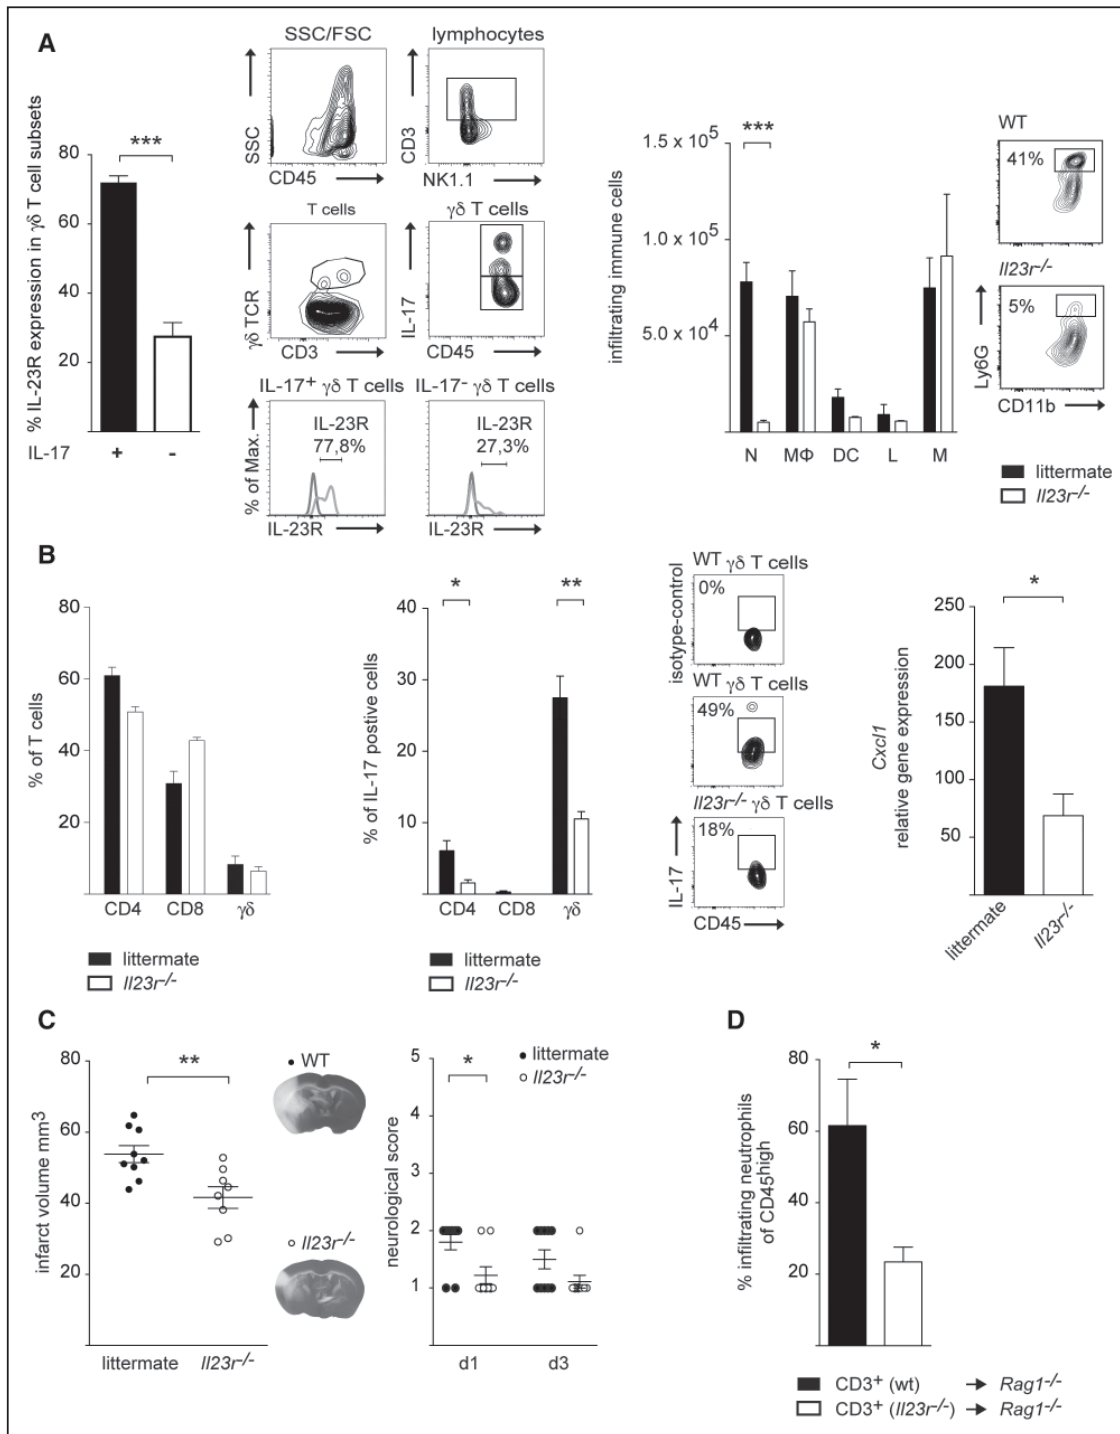 A
SSC/FSC
lymphocytes
% IL-23R expression in γδ T cell subsets
80
60
40
20
***
IL-17
+
-
SSC
CD45
CD3
NK1.1
T cells
γδ T cells
γδ TCR
CD3
IL-17
CD45
IL-17+ γδ T cells
IL-17- γδ T cells
% of Max.
IL-23R
77,8%
IL-23R
27,3%
IL-23R
IL-23R
infiltrating immune cells
1.5 x 10^5
1.0 x 10^5
5.0 x 10^4
***
N
MΦ
DC
L
M
WT
41%
Il23r-/-
5%
Ly6G
CD11b
littermate
Il23r-/-
B
% of T cells
80
60
40
20
CD4
CD8
γδ
littermate
Il23r-/-
% of IL-17 postive cells
40
30
20
10
*
**
CD4
CD8
γδ
littermate
Il23r-/-
WT γδ T cells
isotype-control
0%
WT γδ T cells
49%
Il23r-/- γδ T cells
18%
IL-17
CD45
Cxcl1
relative gene expression
250
200
150
100
50
*
littermate
Il23r-/-
C
infarct volume mm3
80
60
40
20
**
littermate
Il23r-/-
WT
Il23r-/-
neurological score
5
4
3
2
1
*
littermate
Il23r-/-
d1
d3
D
% infiltrating neutrophils
of CD45high
80
60
40
20
*
CD3+ (wt) → Rag1-/-
CD3+ (Il23r-/-) → Rag1-/-